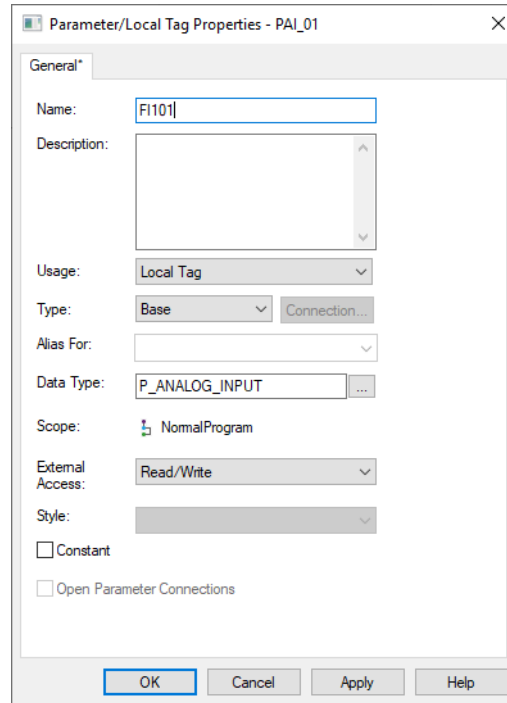 Parameter/Local Tag Properties - PAI_01
General*
Name: FI101
Description:
Usage: Local Tag
Type: Base Connection...
Alias For:
Data Type: P_ANALOG_INPUT ...
Scope: NormalProgram
External
Access: Read/Write
Style:
Constant
Open Parameter Connections
OK Cancel Apply Help